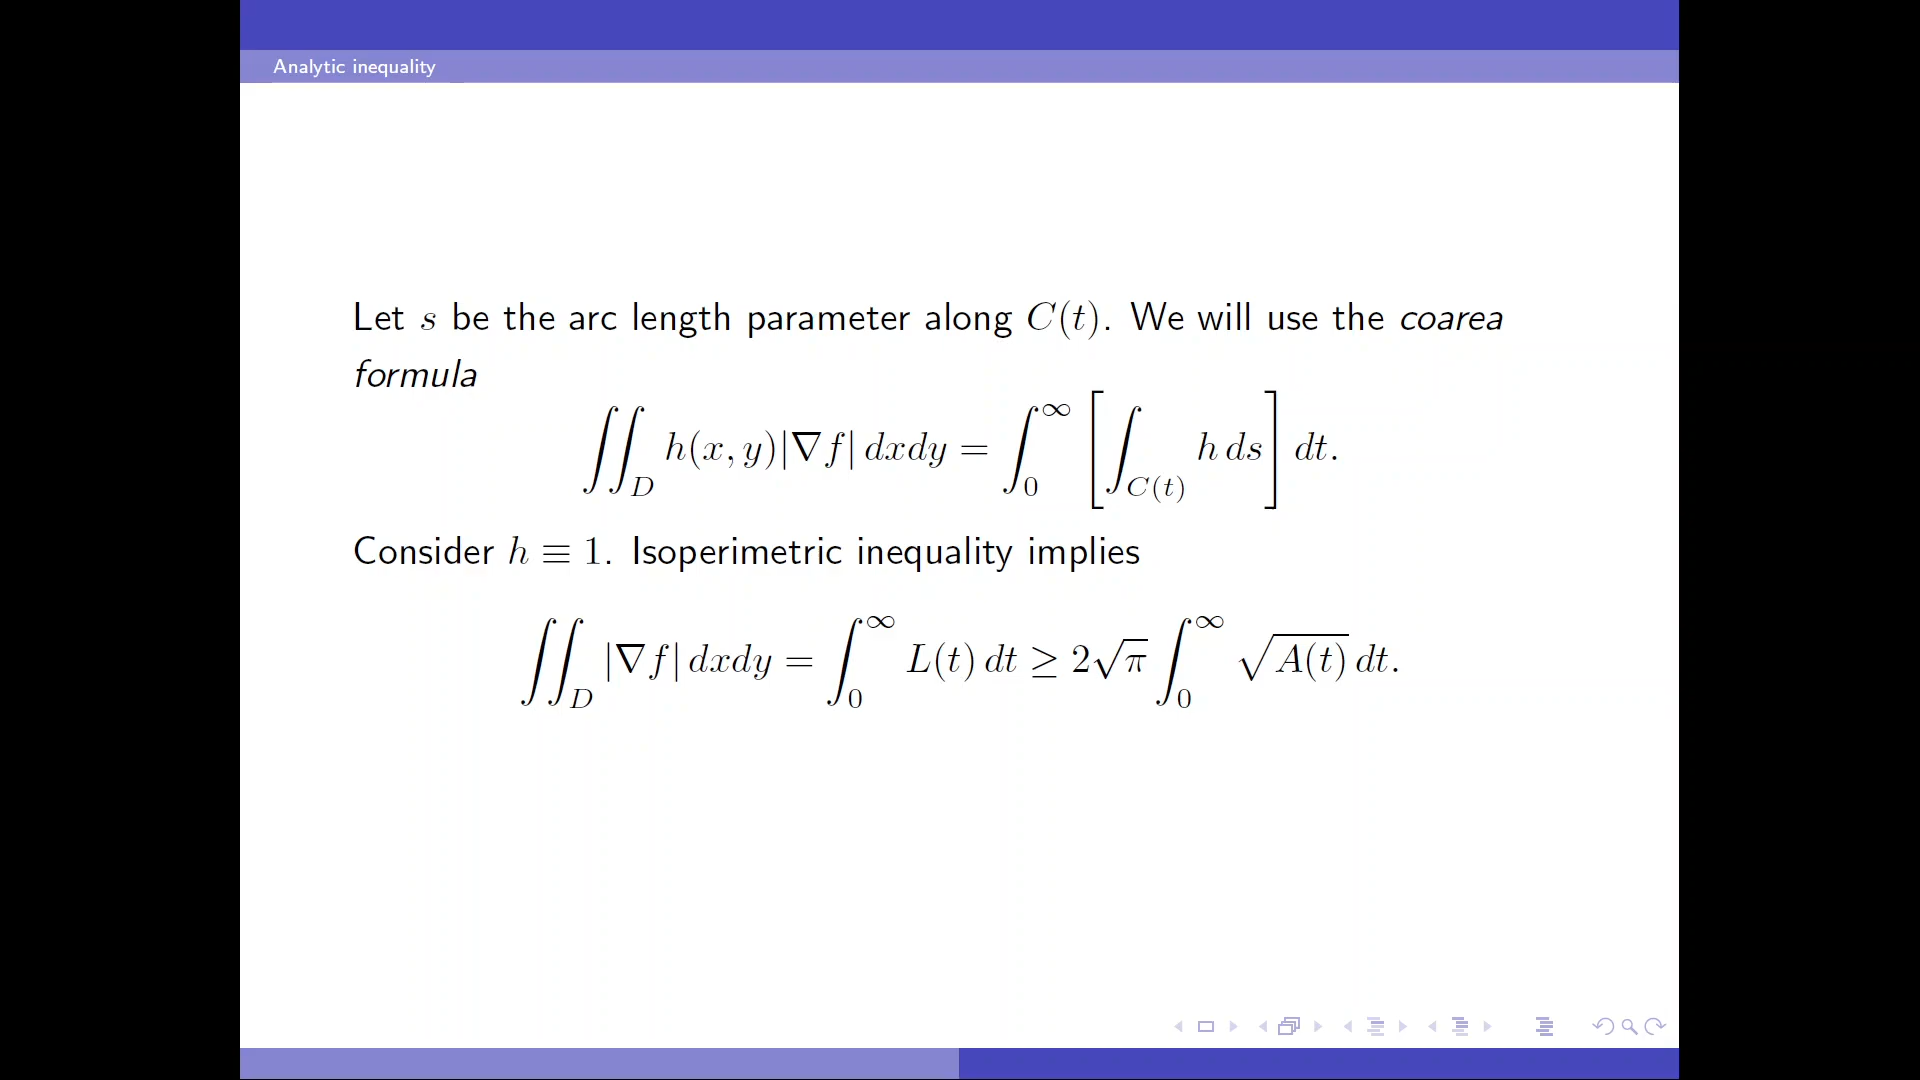 Analytic inequality
Let s be the arc length parameter along C(t). We will use the coarea
formula
∬_D h(x, y)|∇f| dxdy = ∫_0^∞ [∫_{C(t)} h ds] dt.
Consider h ≡ 1. Isoperimetric inequality implies
∬_D |∇f| dxdy = ∫_0^∞ L(t) dt ≥ 2√π ∫_0^∞ √A(t) dt.